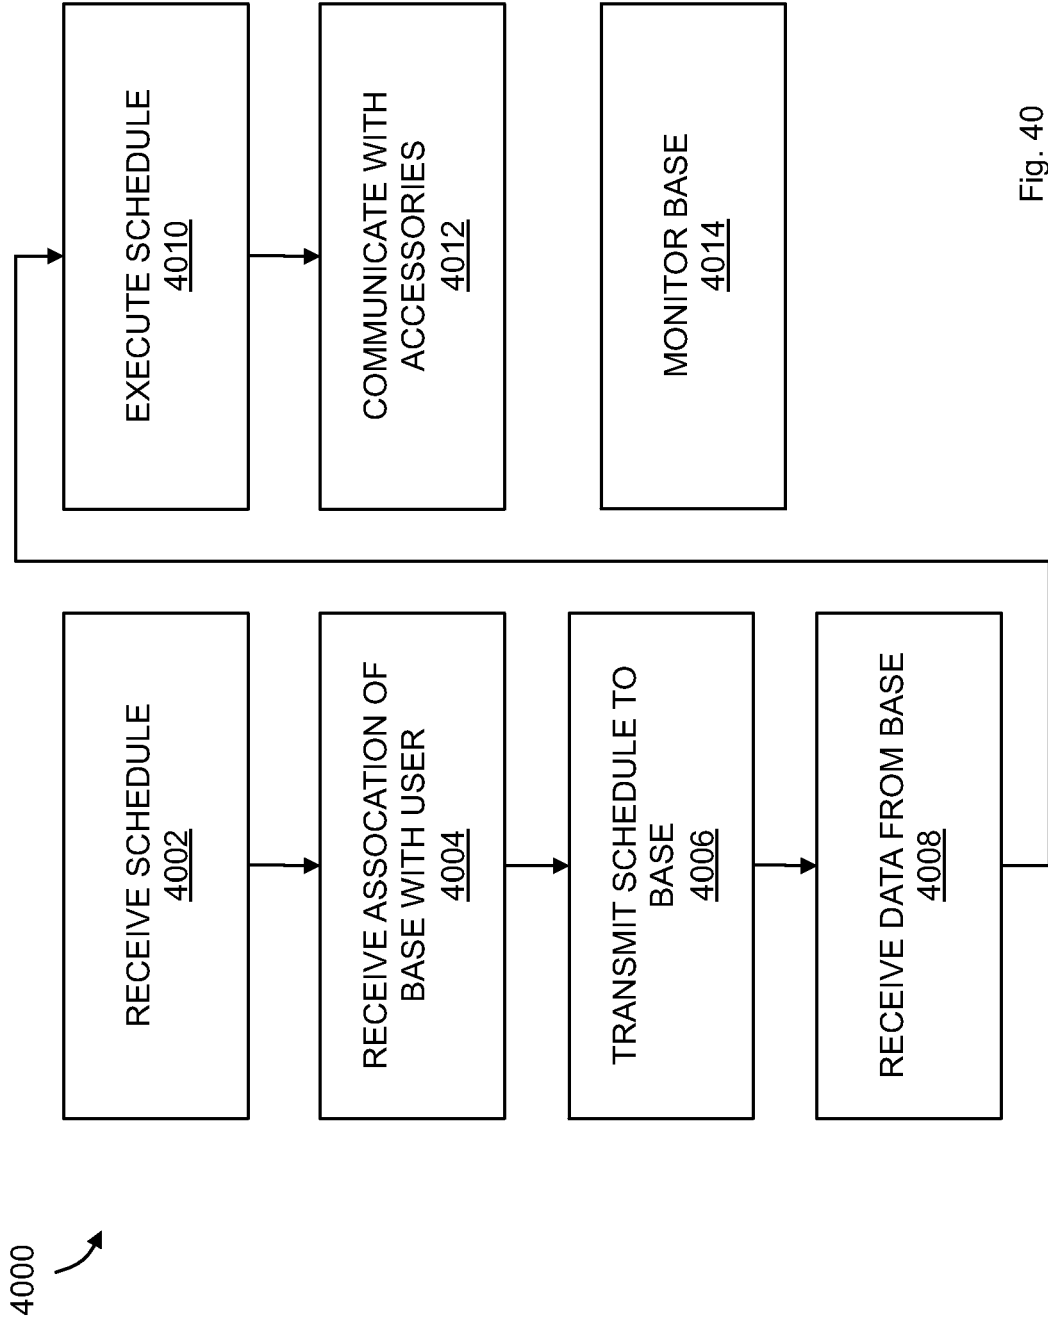 4000
RECEIVE SCHEDULE
4002
RECEIVE ASSOCATION OF
BASE WITH USER
4004
TRANSMIT SCHEDULE TO
BASE
4006
RECEIVE DATA FROM BASE
4008
EXECUTE SCHEDULE
4010
COMMUNICATE WITH
ACCESSORIES
4012
MONITOR BASE
4014
Fig. 40